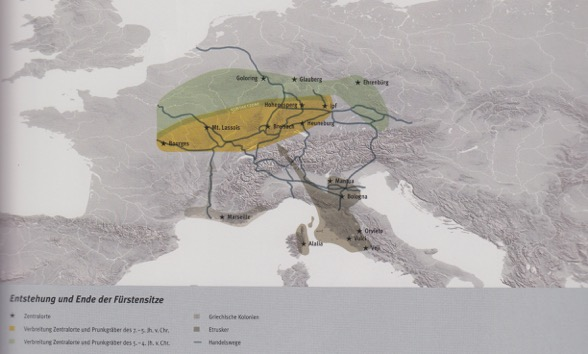 Goloring
Glauberg
Ehrenbürg
Hohenasperg
Ipf
Mt. Lassois
Breisach
Heuneburg
Bourges
Mantua
Bologna
Marseille
Orvieto
Vulci
Alalia
Veji
Entstehung und Ende der Fürstensitze
Zentralorte
Verbreitung Zentralorte und Prunkgräber des 7.-5. Jh. v. Chr.
Verbreitung Zentralorte und Prunkgräber des 5.-4. Jh. v. Chr.
Griechische Kolonien
Etrusker
Handelswege